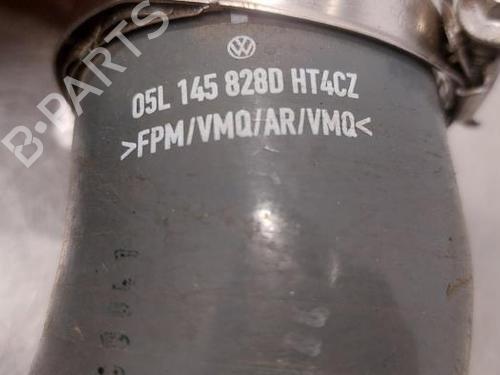 05L 145 828D HT4CZ
>FPM/VMQ/AR/VMQ<
B-PARTS